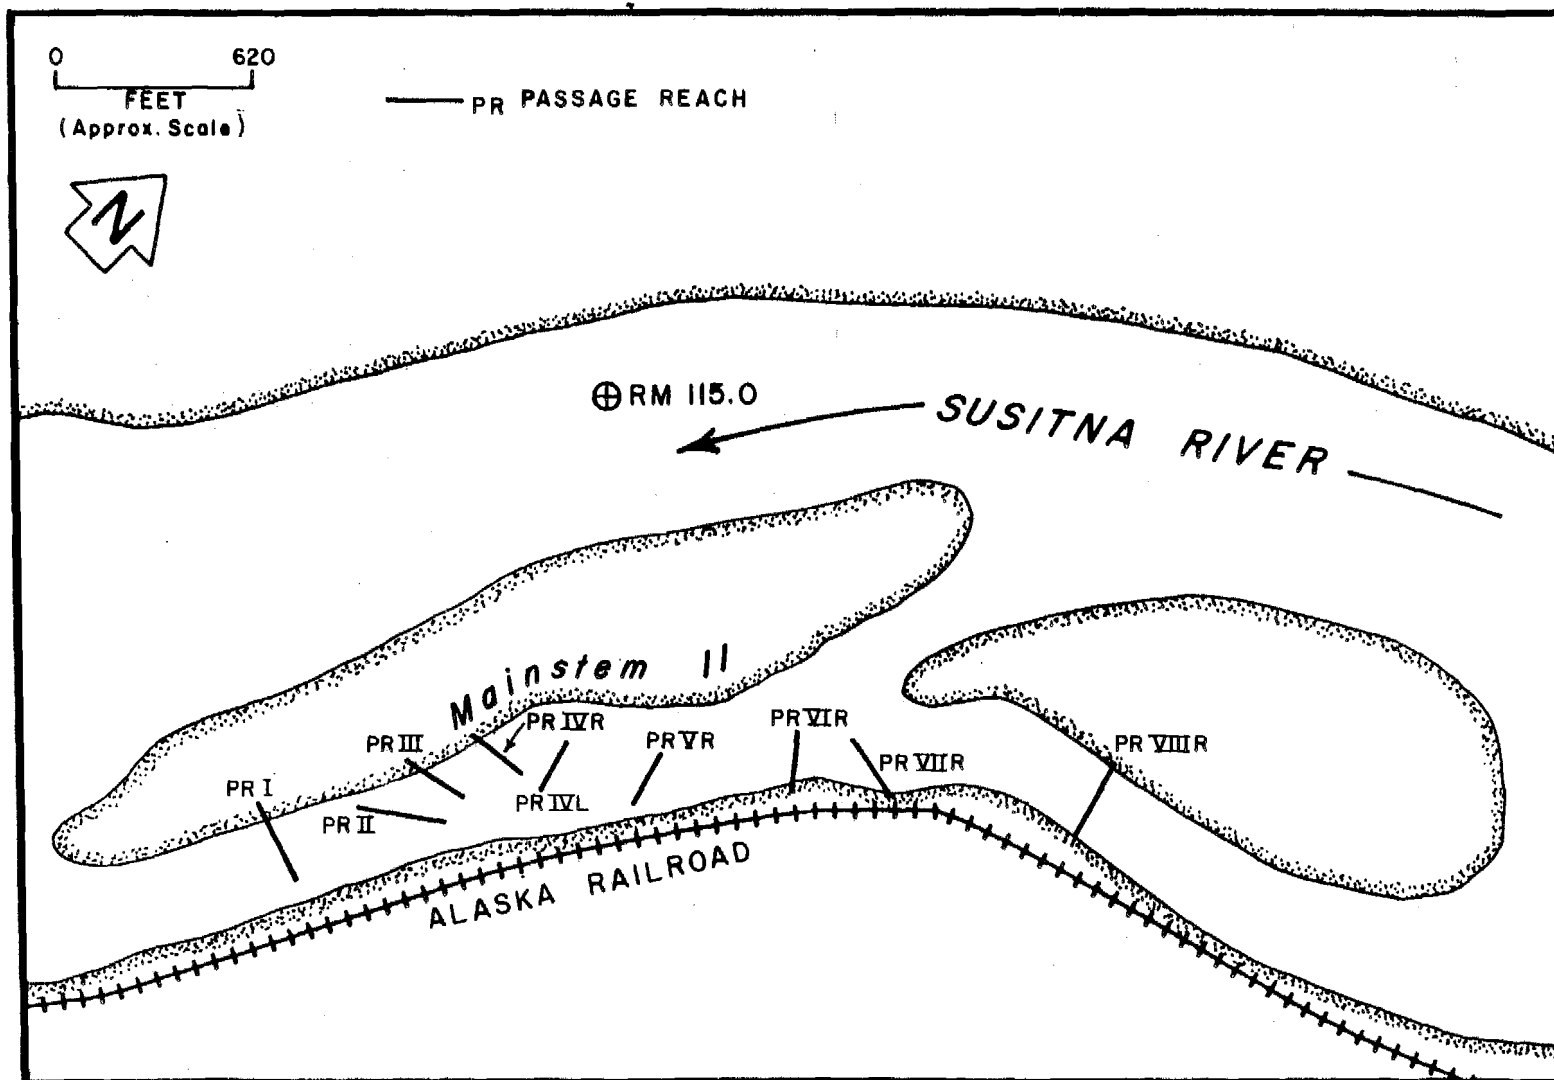 0 620
FEET
(Approx. Scale)
PR PASSAGE REACH
N
RM 115.0
SUSITNA RIVER
Mainstem II
PR I
PR II
PR III
PR IVR
PR IVL
PR VR
PR VIR
PR VIIR
PR VIIIR
ALASKA RAILROAD